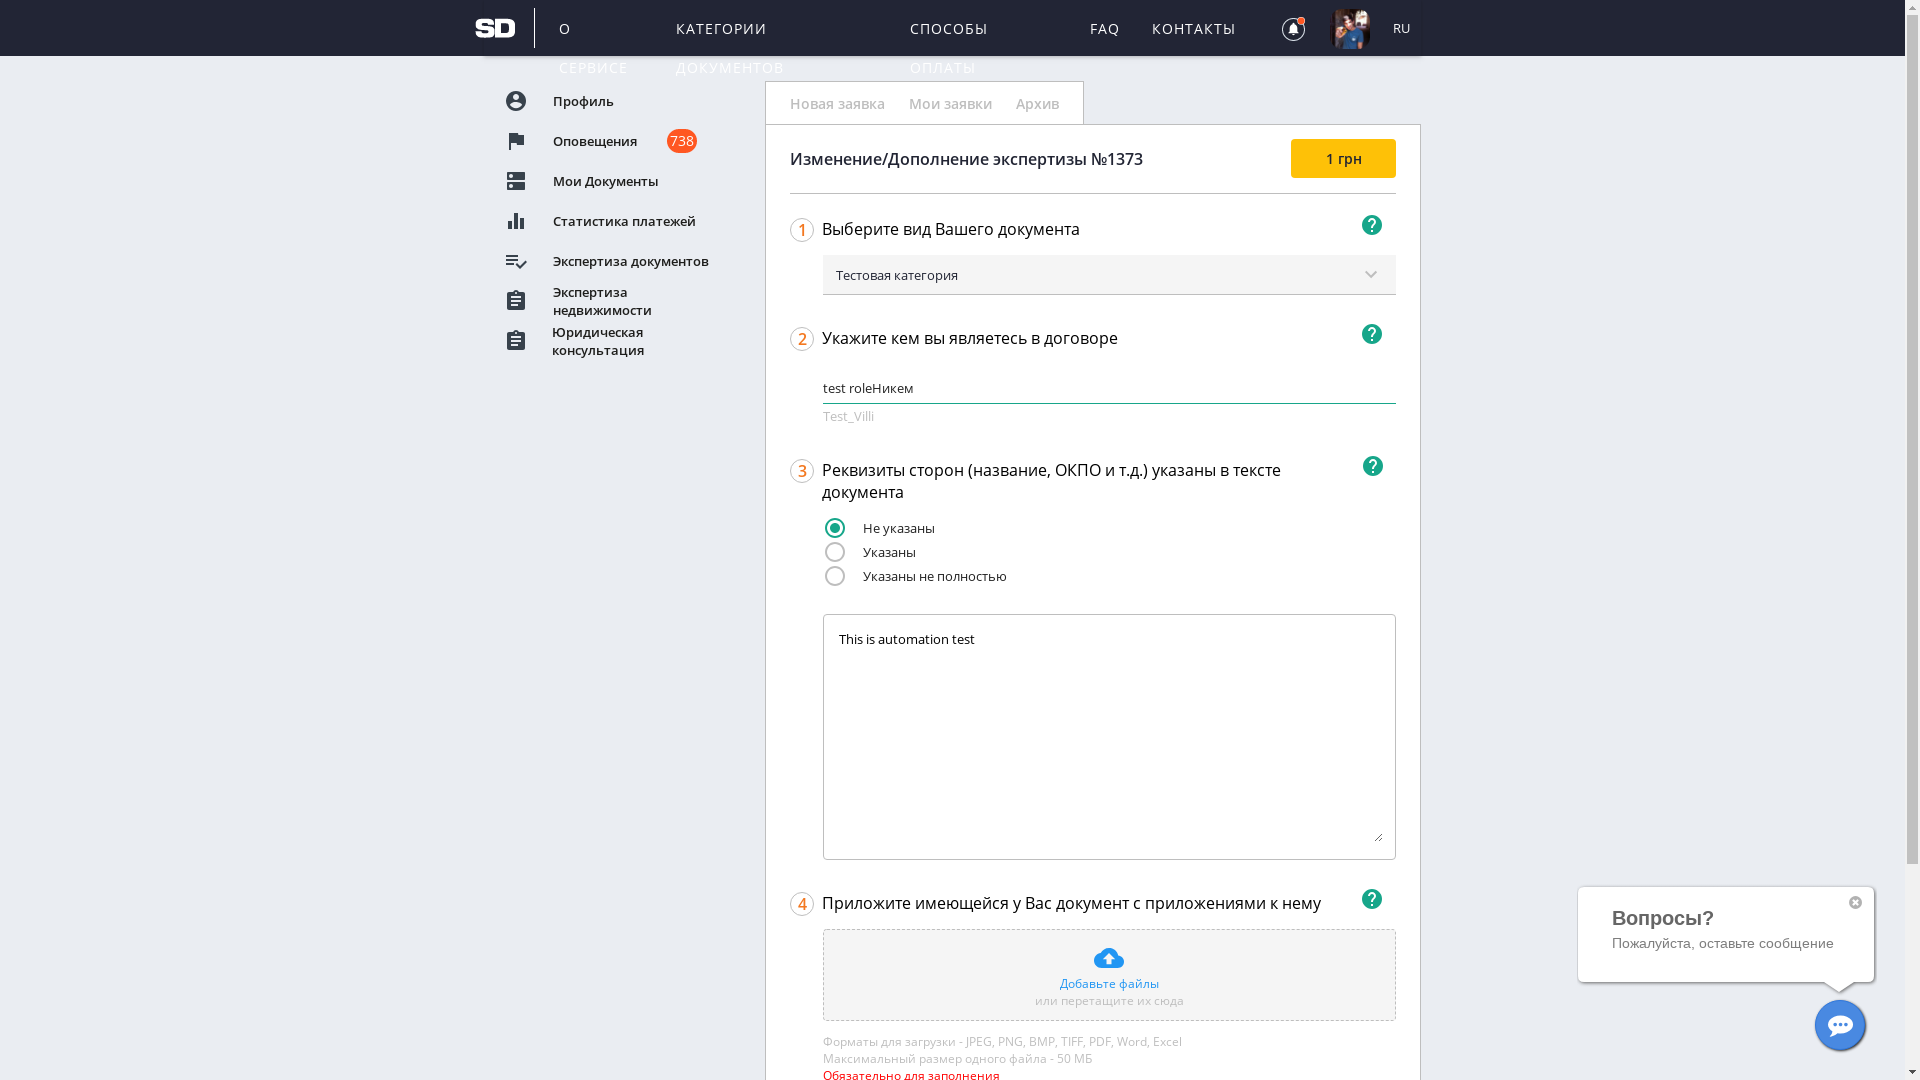 SD
О СЕРВИСЕ
КАТЕГОРИИ ДОКУМЕНТОВ
СПОСОБЫ ОПЛАТЫ
FAQ
КОНТАКТЫ
RU
Профиль
Оповещения 738
Мои Документы
Статистика платежей
Экспертиза документов
Экспертиза
недвижимости
Юридическая
консультация
Новая заявка Мои заявки Архив
Изменение/Дополнение экспертизы №1373
1 грн
1 Выберите вид Вашего документа ?
Тестовая категория
2 Укажите кем вы являетесь в договоре ?
test roleНикем
Test_Villi
3 Реквизиты сторон (название, ОКПО и т.д.) указаны в тексте ?
документа
Не указаны
Указаны
Указаны не полностью
This is automation test
4 Приложите имеющейся у Вас документ с приложениями к нему ?
Добавьте файлы
или перетащите их сюда
Форматы для загрузки - JPEG, PNG, BMP, TIFF, PDF, Word, Excel
Максимальный размер одного файла - 50 МБ
Обязательно для заполнения
Вопросы?
Пожалуйста, оставьте сообщение